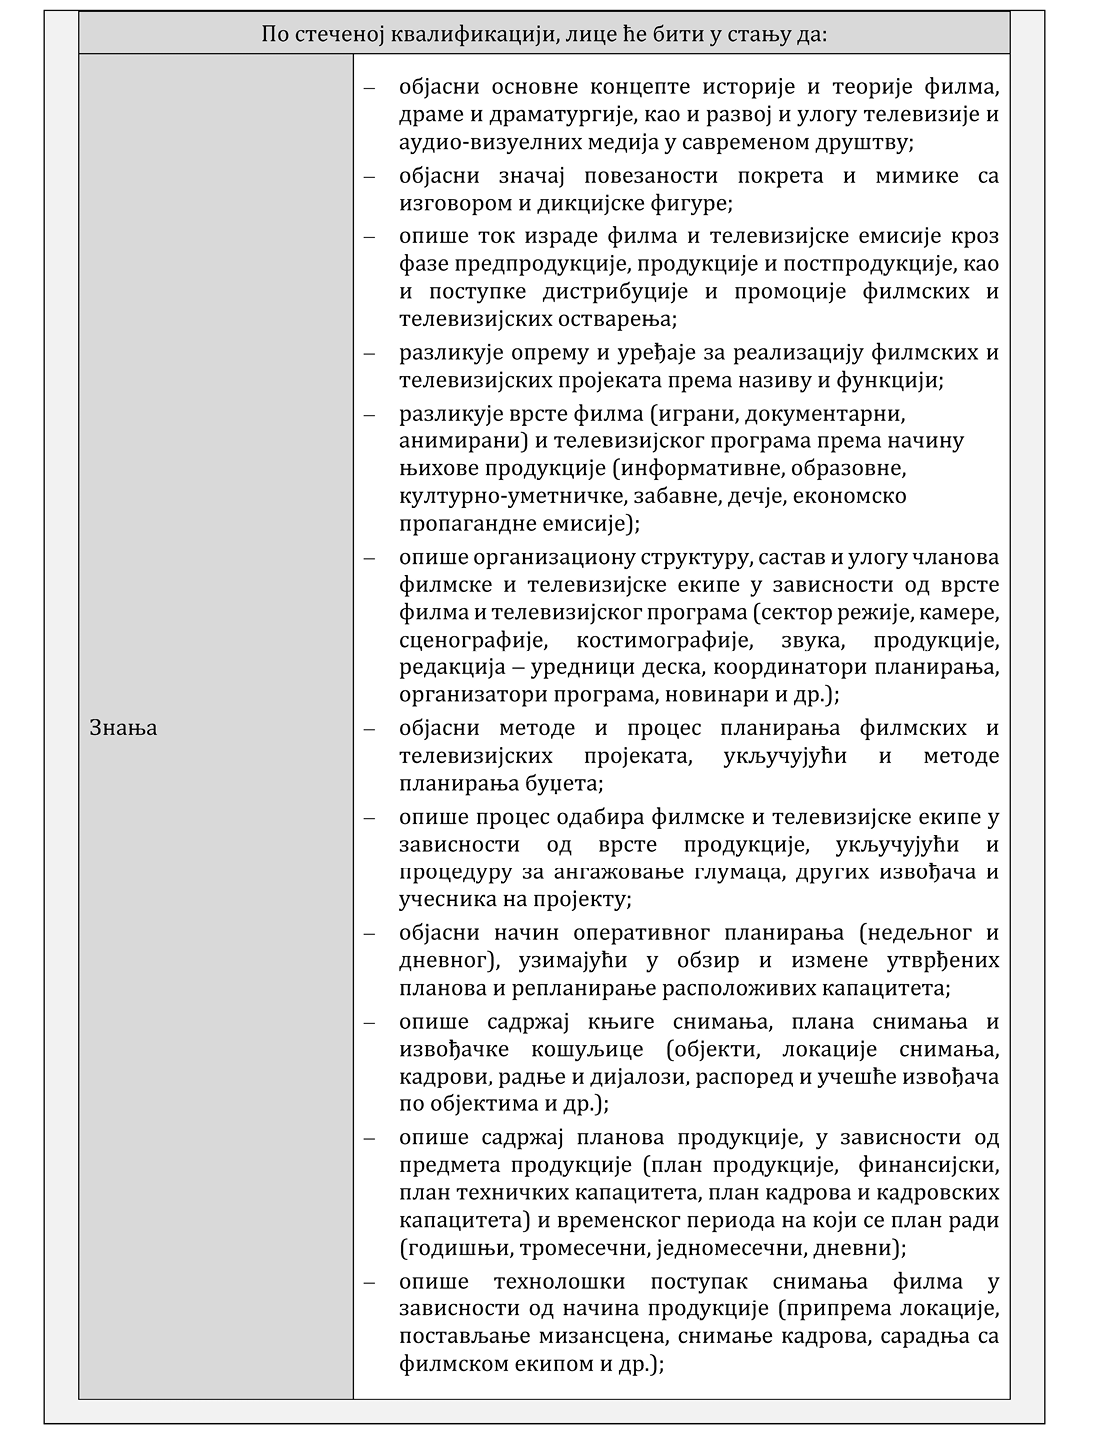 По стеченој квалификацији, лице ће бити у стању да:
Знања
– објасни основне концепте историје и теорије филма,
драме и драматургије, као и развој и улогу телевизије и
аудио-визуелних медија у савременом друштву;
– објасни значај повезаности покрета и мимике са
изговором и дикцијске фигуре;
– опише ток израде филма и телевизијске емисије кроз
фазе предпродукције, продукције и постпродукције, као
и поступке дистрибуције и промоције филмских и
телевизијских остварења;
– разликује опрему и уређаје за реализацију филмских и
телевизијских пројеката према називу и функцији;
– разликује врсте филма (играни, документарни,
анимирани) и телевизијског програма према начину
њихове продукције (информативне, образовне,
културно-уметничке, забавне, дечје, економско
пропагандне емисије);
– опише организациону структуру, састав и улогу чланова
филмске и телевизијске екипе у зависности од врсте
филма и телевизијског програма (сектор режије, камере,
сценографије, костимографије, звука, продукције,
редакција – уредници деска, координатори планирања,
организатори програма, новинари и др.);
– објасни методе и процес планирања филмских и
телевизијских пројеката, укључујући и методе
планирања буџета;
– опише процес одабира филмске и телевизијске екипе у
зависности од врсте продукције, укључујући и
процедуру за ангажовање глумаца, других извођача и
учесника на пројекту;
– објасни начин оперативног планирања (недељног и
дневног), узимајући у обзир и измене утврђених
планова и репланирање расположивих капацитета;
– опише садржај књиге снимања, плана снимања и
извођачке кошуљице (објекти, локације снимања,
кадрови, радње и дијалози, распоред и учешће извођача
по објектима и др.);
– опише садржај планова продукције, у зависности од
предмета продукције (план продукције, финансијски,
план техничких капацитета, план кадрова и кадровских
капацитета) и временског периода на који се план ради
(годишњи, тромесечни, једномесечни, дневни);
– опише технолошки поступак снимања филма у
зависности од начина продукције (припрема локације,
постављање мизансцена, снимање кадрова, сарадња са
филмском екипом и др.);